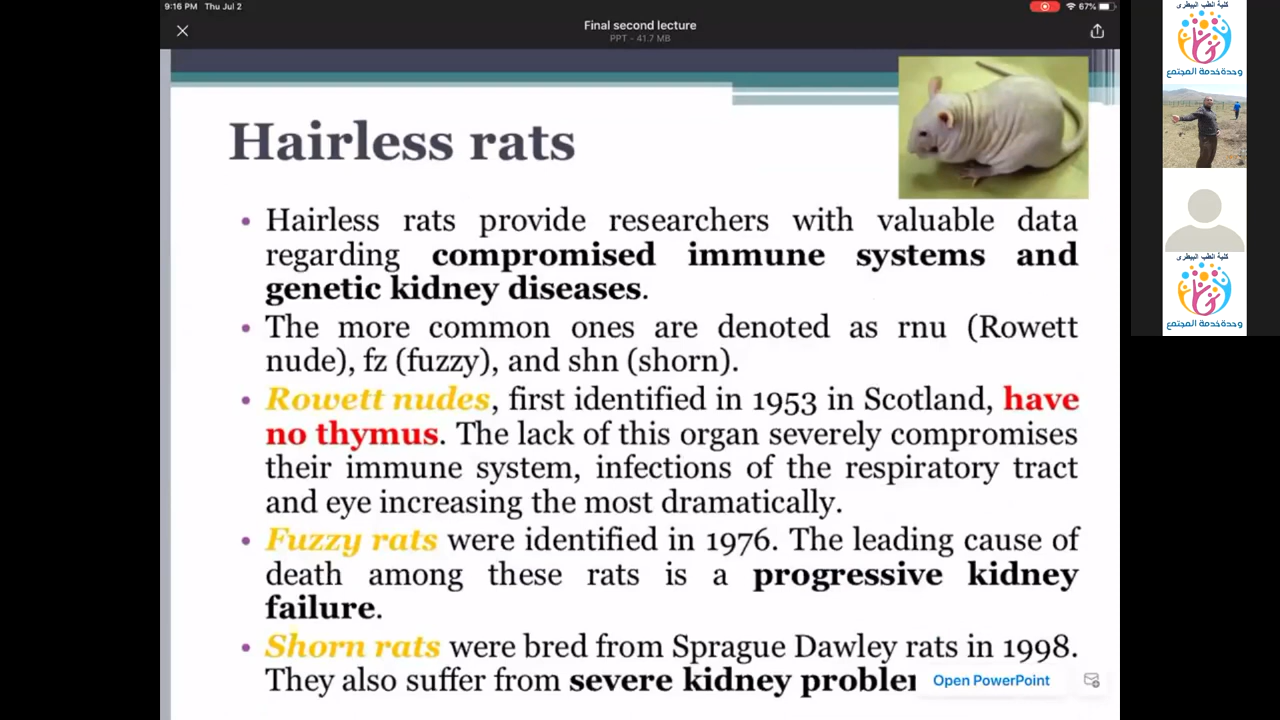 9:16 PM Thu Jul 2
67%
Final second lecture
PPT - 41.7 MB
Hairless rats
• Hairless rats provide researchers with valuable data
regarding compromised immune systems and
genetic kidney diseases.
• The more common ones are denoted as rnu (Rowett
nude), fz (fuzzy), and shn (shorn).
• Rowett nudes, first identified in 1953 in Scotland, have
no thymus. The lack of this organ severely compromises
their immune system, infections of the respiratory tract
and eye increasing the most dramatically.
• Fuzzy rats were identified in 1976. The leading cause of
death among these rats is a progressive kidney
failure.
• Shorn rats were bred from Sprague Dawley rats in 1998.
They also suffer from severe kidney
Open PowerPoint
كلية الطب البيطرى
وحدة خدمة المجتمع
كلية الطب البيطرى
وحدة خدمة المجتمع